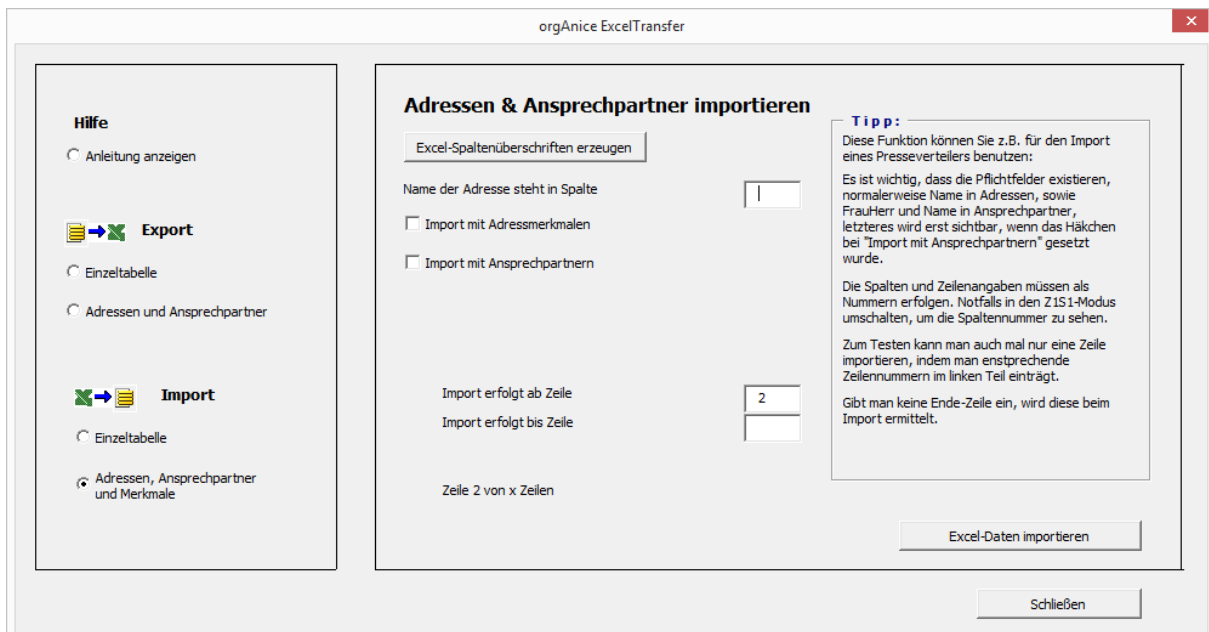 orgAnice ExcelTransfer
Hilfe
Anleitung anzeigen
Export
Einzeltabelle
Adressen und Ansprechpartner
Import
Einzeltabelle
Adressen, Ansprechpartner
und Merkmale
Adressen & Ansprechpartner importieren
Excel-Spaltenüberschriften erzeugen
Name der Adresse steht in Spalte
Import mit Adressmerkmalen
Import mit Ansprechpartnern
Import erfolgt ab Zeile 2
Import erfolgt bis Zeile
Zeile 2 von x Zeilen
Tipp:
Diese Funktion können Sie z.B. für den Import
eines Presseverteilers benutzen:
Es ist wichtig, dass die Pflichtfelder existieren,
normalerweise Name in Adressen, sowie
FrauHerr und Name in Ansprechpartner,
letzteres wird erst sichtbar, wenn das Häkchen
bei "Import mit Ansprechpartnern" gesetzt
wurde.
Die Spalten und Zeilenangaben müssen als
Nummern erfolgen. Notfalls in den Z1S1-Modus
umschalten, um die Spaltennummer zu sehen.
Zum Testen kann man auch mal nur eine Zeile
importieren, indem man enstprechende
Zeilennummern im linken Teil einträgt.
Gibt man keine Ende-Zeile ein, wird diese beim
Import ermittelt.
Excel-Daten importieren
Schließen